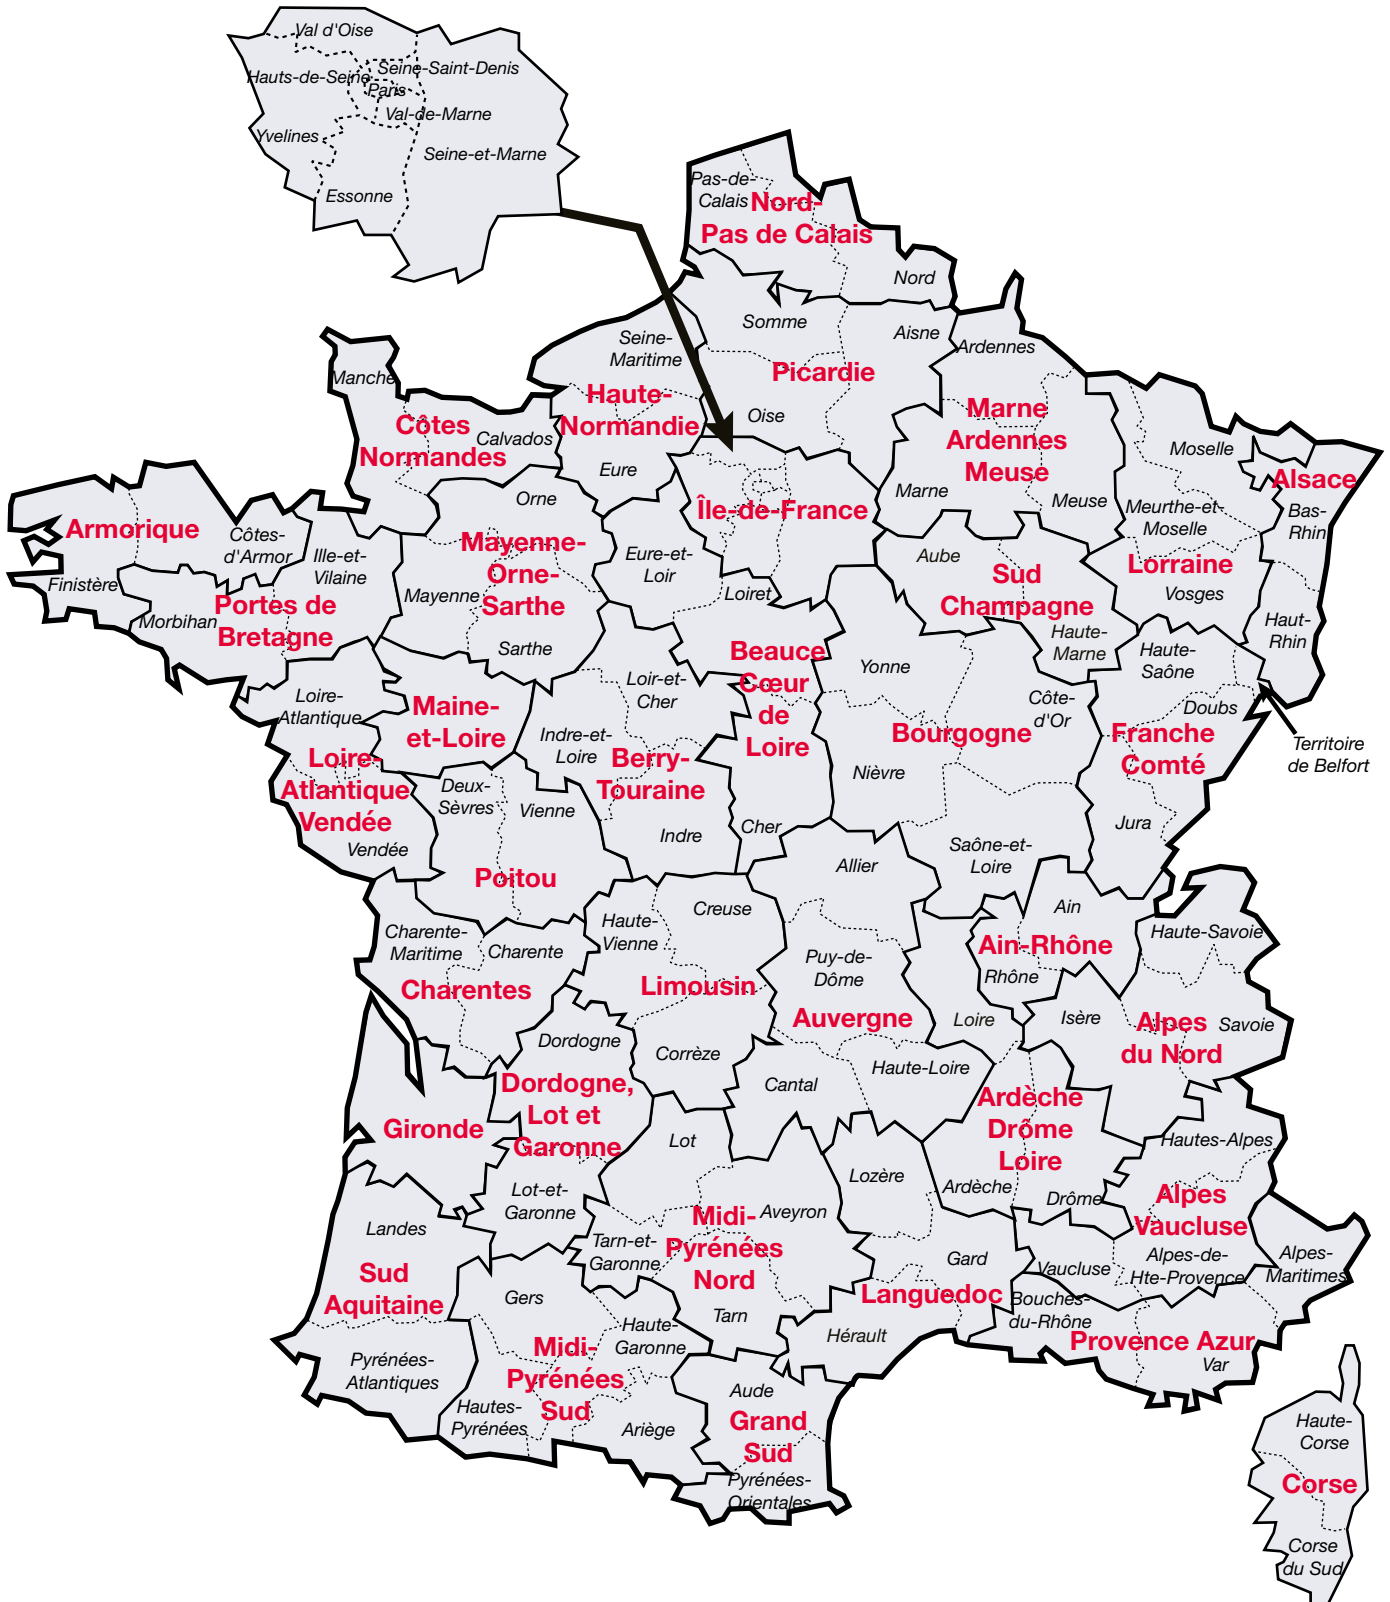 Val d'Oise
Hauts-de-Seine
Seine-Saint-Denis
Paris
Val-de-Marne
Yvelines
Seine-et-Marne
Essonne
Pas-de-
Calais
Nord-
Pas de Calais
Nord
Somme
Aisne
Seine-
Maritime
Picardie
Oise
Ardennes
Manche
Haute-
Normandie
Côtes
Normandes
Calvados
Eure
Marne
Ardennes
Meuse
Marne
Meuse
Moselle
Meurthe-et-
Moselle
Alsace
Bas-
Rhin
Orne
Île-de-France
Armorique
Côtes-
d'Armor
Ille-et-
Vilaine
Finistère
Morbihan
Portes de
Bretagne
Mayenne-
Orne-
Sarthe
Mayenne
Sarthe
Eure-et-
Loir
Loiret
Aube
Sud
Champagne
Haute-
Marne
Lorraine
Vosges
Haut-
Rhin
Haute-
Saône
Loire-
Atlantique
Maine-
et-Loire
Loir-et-
Cher
Beauce
Cœur
de
Loire
Yonne
Côte-
d'Or
Bourgogne
Doubs
Franche
Comté
Territoire
de Belfort
Loire-
Atlantique
Vendée
Vendée
Deux-
Sèvres
Vienne
Indre-et-
Loire
Berry-
Touraine
Nièvre
Indre
Cher
Jura
Saône-et-
Loire
Allier
Poitou
Charente-
Maritime
Charente
Charentes
Haute-
Vienne
Creuse
Limousin
Puy-de-
Dôme
Auvergne
Ain
Ain-Rhône
Rhône
Haute-Savoie
Loire
Isère
Alpes
du Nord
Savoie
Dordogne
Corrèze
Cantal
Haute-Loire
Dordogne,
Lot et
Garonne
Gironde
Lot
Ardèche
Drôme
Loire
Hautes-Alpes
Lozère
Ardèche
Drôme
Alpes
Vaucluse
Landes
Lot-et-
Garonne
Aveyron
Midi-
Pyrénées
Nord
Tarn-et-
Garonne
Gard
Vaucluse
Alpes-de-
Hte-Provence
Alpes-
Maritimes
Sud
Aquitaine
Gers
Tarn
Languedoc
Bouches-
du-Rhône
Hérault
Provence Azur
Var
Haute-
Garonne
Midi-
Pyrénées
Sud
Pyrénées-
Atlantiques
Hautes-
Pyrénées
Ariège
Aude
Grand
Sud
Pyrénées-
Orientales
Haute-
Corse
Corse
Corse
du Sud